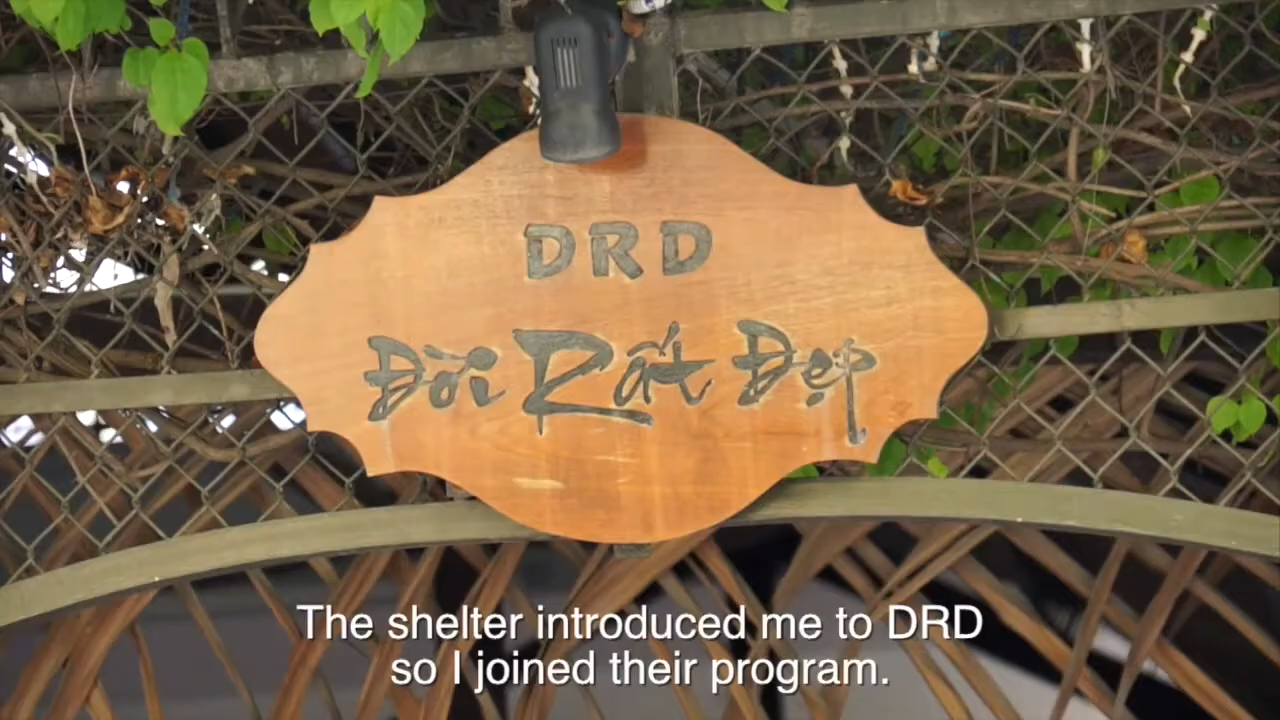 DRD
Đời Rất Đẹp
The shelter introduced me to DRD
so I joined their program.